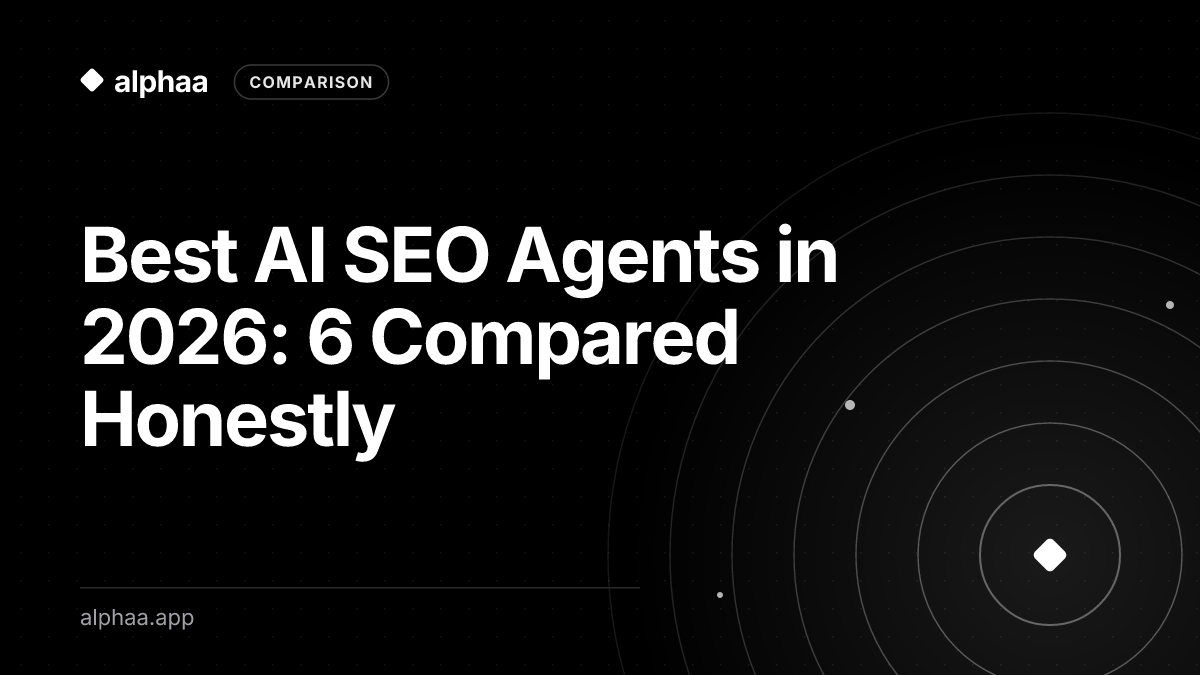 alphaa
COMPARISON
Best AI SEO Agents in
2026: 6 Compared
Honestly
alphaa.app